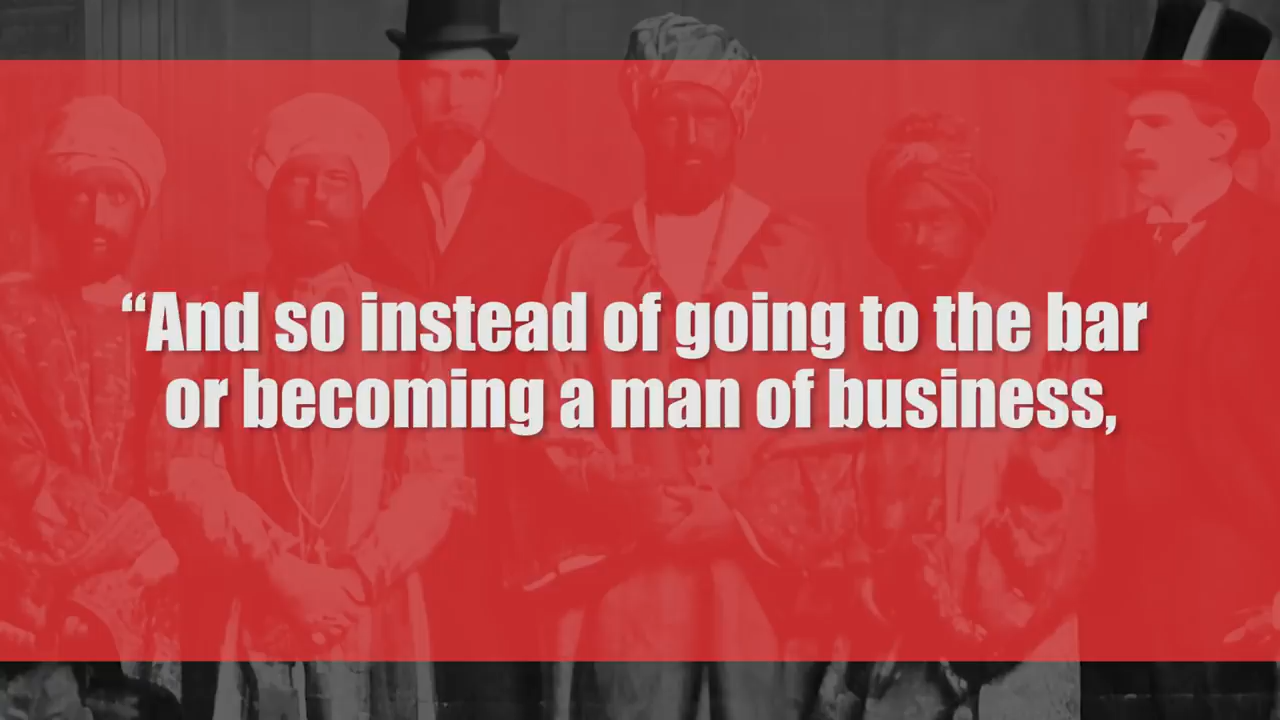 “And so instead of going to the bar
or becoming a man of business,